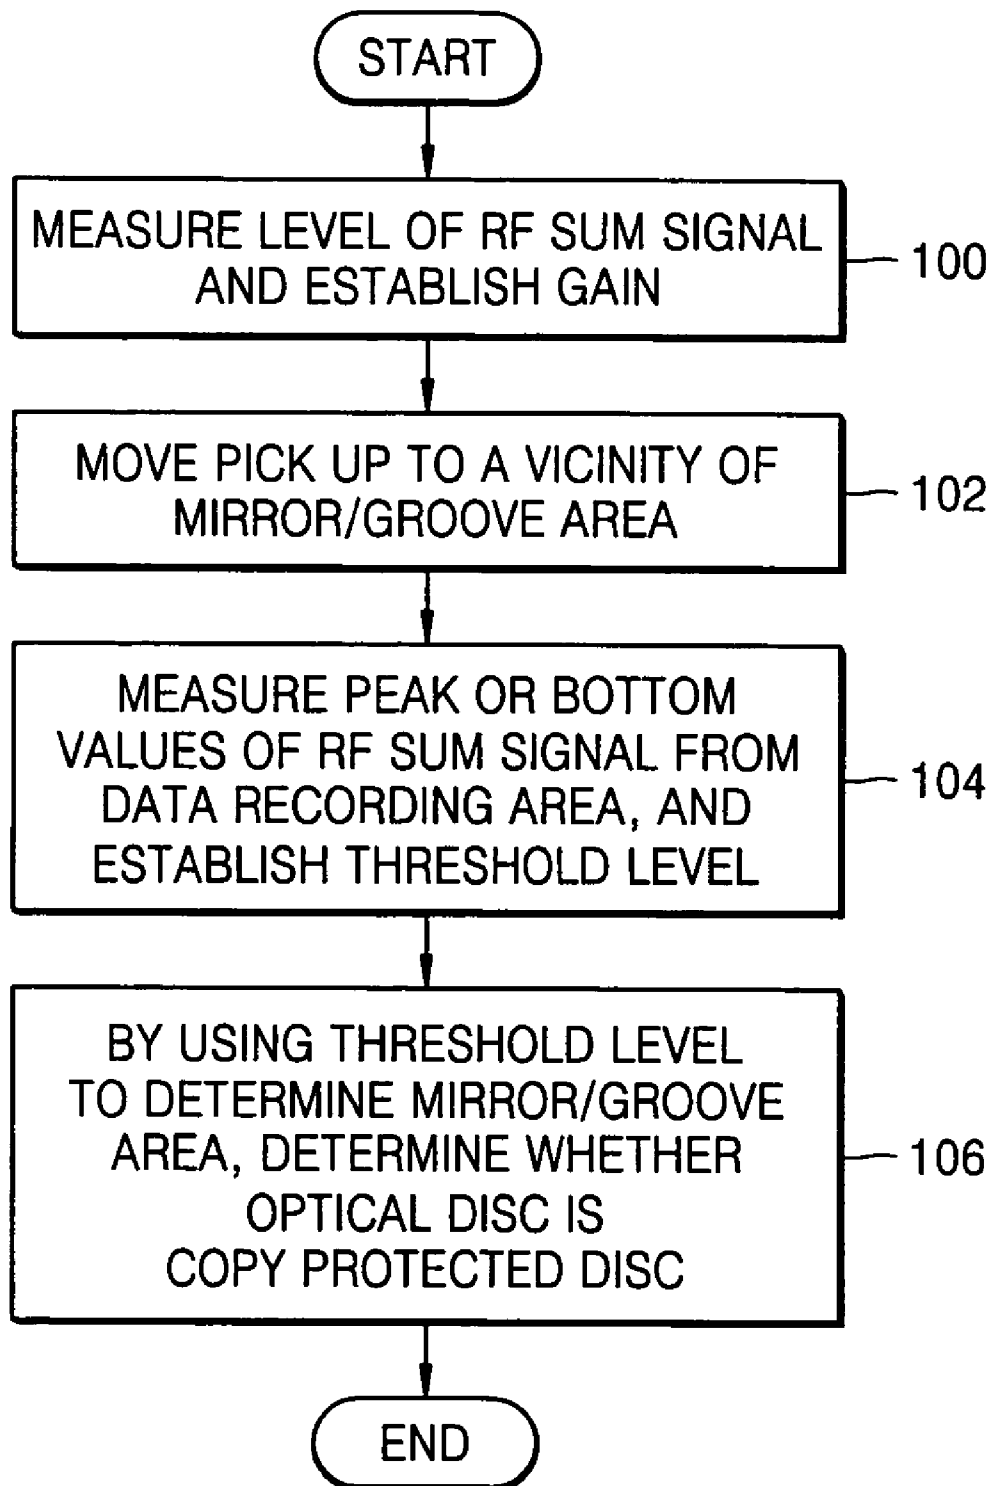 START
MEASURE LEVEL OF RF SUM SIGNAL
AND ESTABLISH GAIN
100
MOVE PICK UP TO A VICINITY OF
MIRROR/GROOVE AREA
102
MEASURE PEAK OR BOTTOM
VALUES OF RF SUM SIGNAL FROM
DATA RECORDING AREA, AND
ESTABLISH THRESHOLD LEVEL
104
BY USING THRESHOLD LEVEL
TO DETERMINE MIRROR/GROOVE
AREA, DETERMINE WHETHER
OPTICAL DISC IS
COPY PROTECTED DISC
106
END